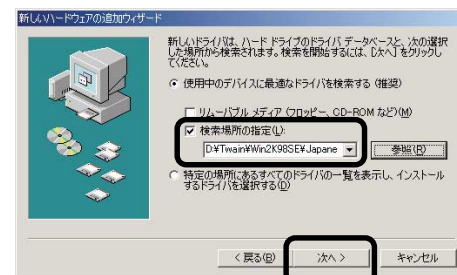 新しいハードウェアの追加ウィザード
新しいドライバは、ハード ドライブのドライバ データベースと、次の選択
した場所から検索されます。検索を開始するには、[次へ] をクリックし
てください。
使用中のデバイスに最適なドライバを検索する (推奨)
リムーバブル メディア (フロッピー、CD-ROM など)(M)
検索場所の指定(L):
D:¥Twain¥Win2K98SE¥Japane
参照(R)
特定の場所にあるすべてのドライバの一覧を表示し、インストール
するドライバを選択する(D)
< 戻る(B)
次へ >
キャンセル